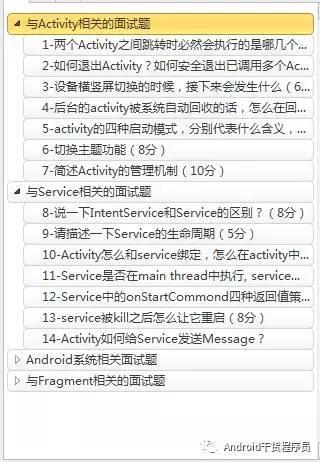 与Activity相关的面试题
1-两个Activity之间跳转时必然会执行的是哪几个...
2-如何退出Activity？如何安全退出已调用多个Ac...
3-设备横竖屏切换的时候，接下来会发生什么（6...
4-后台的activity被系统自动回收的话，怎么在回...
5-activity的四种启动模式，分别代表什么含义，...
6-切换主题功能（8分）
7-简述Activity的管理机制（10分）
与Service相关的面试题
8-说一下IntentService和Service的区别？（8分）
9-请描述一下Service的生命周期（5分）
10-Activity怎么和service绑定，怎么在activity中...
11-Service是否在main thread中执行, service...
12-Service中的onStartCommond四种返回值策...
13-service被kill之后怎么让它重启（8分）
14-Activity如何给Service发送Message？
Android系统相关的面试题
与Fragment相关的面试题
Android干货程序员